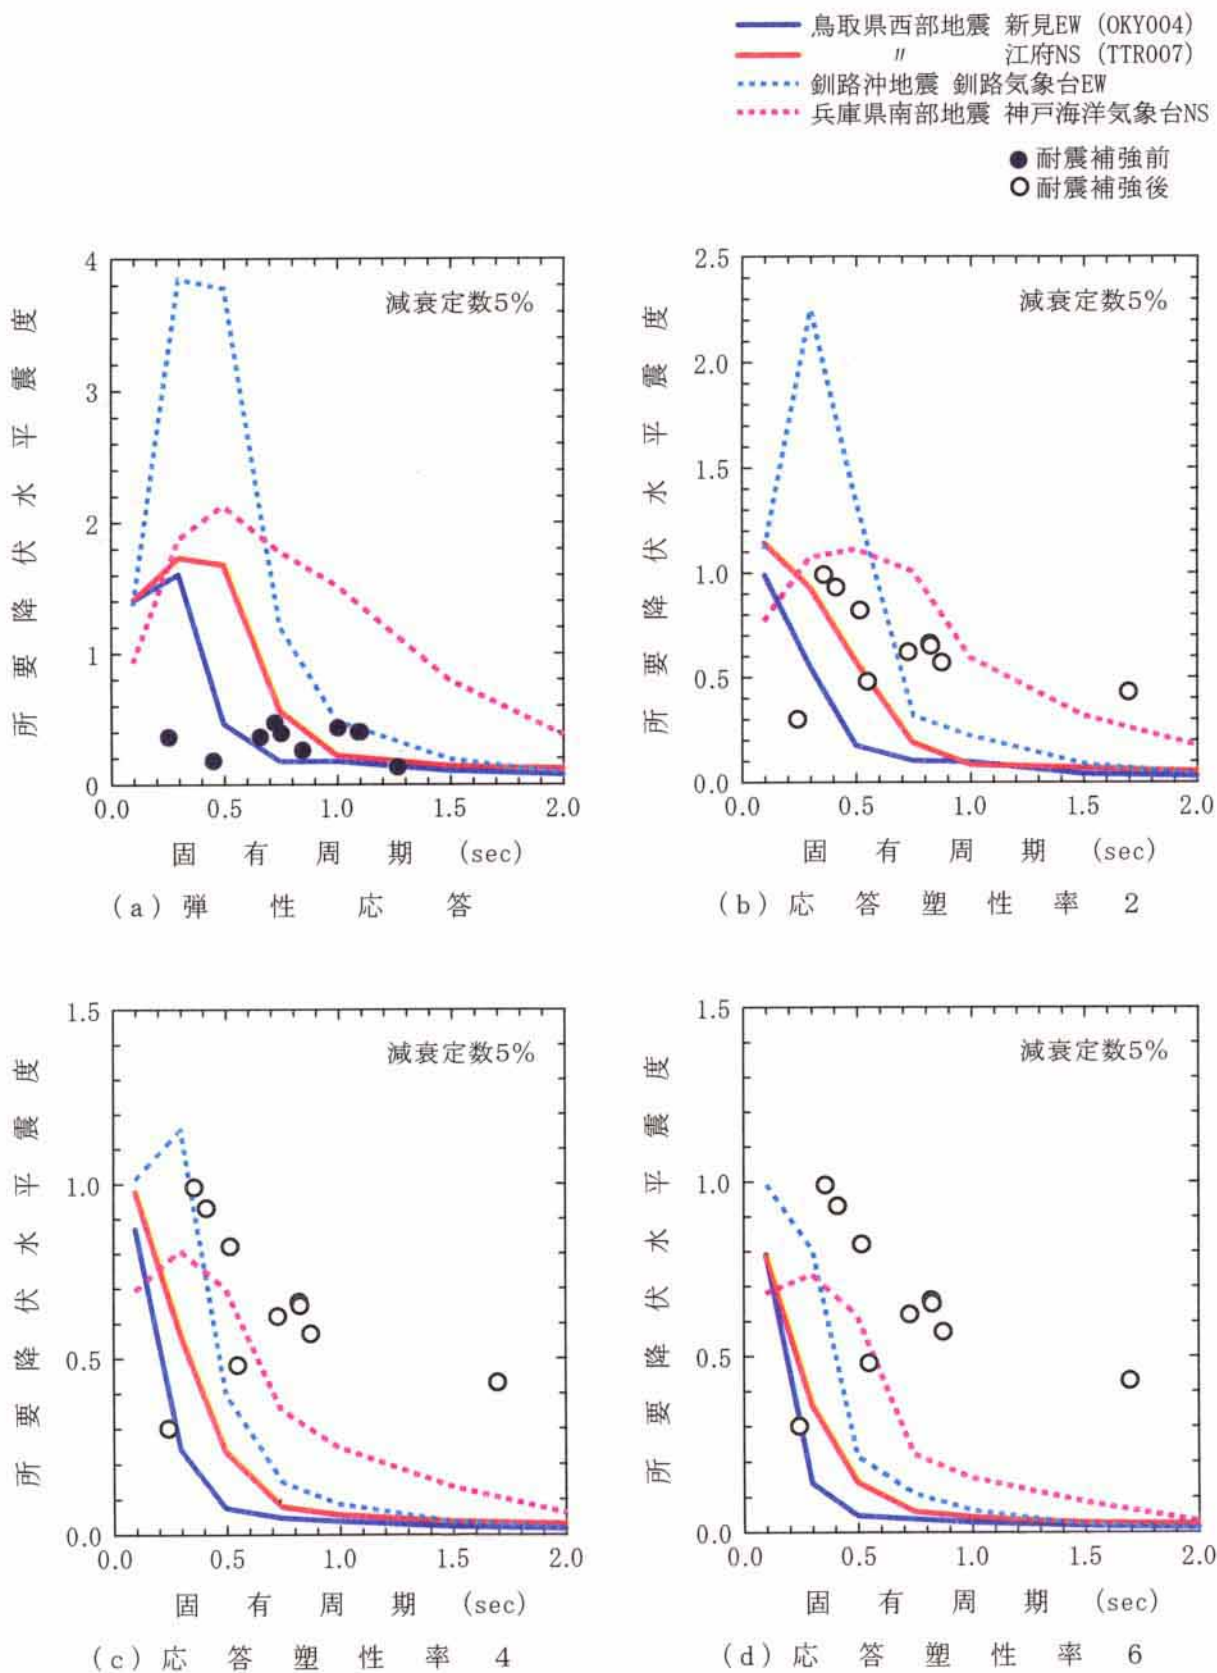 鳥取県西部地震 新見EW (OKY004)
〃 江府NS (TTR007)
釧路沖地震 釧路気象台EW
兵庫県南部地震 神戸海洋気象台NS
耐震補強前
耐震補強後
所要降伏水平震度
4
3
2
1
0
減衰定数5%
0.0 0.5 1.0 1.5 2.0
固有周期 (sec)
(a) 弾性応答
所要降伏水平震度
2.5
2.0
1.5
1.0
0.5
0.0
減衰定数5%
0.0 0.5 1.0 1.5 2.0
固有周期 (sec)
(b) 応答塑性率 2
所要降伏水平震度
1.5
1.0
0.5
0.0
減衰定数5%
0.0 0.5 1.0 1.5 2.0
固有周期 (sec)
(c) 応答塑性率 4
所要降伏水平震度
1.5
1.0
0.5
0.0
減衰定数5%
0.0 0.5 1.0 1.5 2.0
固有周期 (sec)
(d) 応答塑性率 6